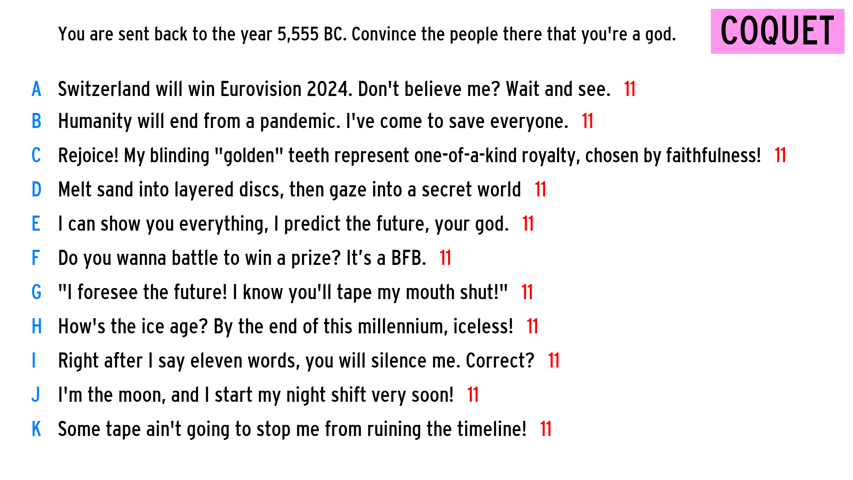 You are sent back to the year 5,555 BC. Convince the people there that you're a god.
COQUET
A Switzerland will win Eurovision 2024. Don't believe me? Wait and see. 11
B Humanity will end from a pandemic. I've come to save everyone. 11
C Rejoice! My blinding "golden" teeth represent one-of-a-kind royalty, chosen by faithfulness! 11
D Melt sand into layered discs, then gaze into a secret world 11
E I can show you everything, I predict the future, your god. 11
F Do you wanna battle to win a prize? It’s a BFB. 11
G "I foresee the future! I know you'll tape my mouth shut!" 11
H How's the ice age? By the end of this millennium, iceless! 11
I Right after I say eleven words, you will silence me. Correct? 11
J I'm the moon, and I start my night shift very soon! 11
K Some tape ain't going to stop me from ruining the timeline! 11